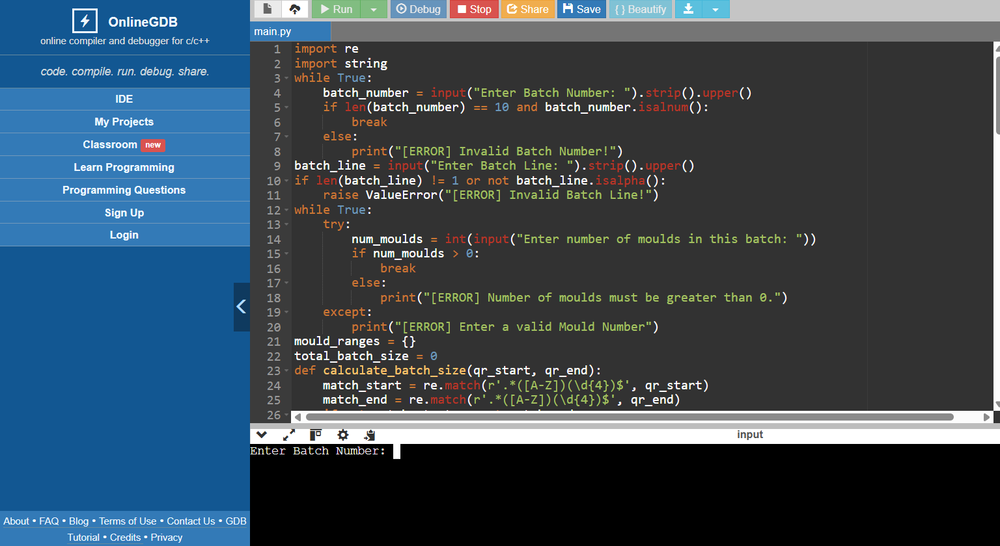 OnlineGDB
online compiler and debugger for c/c++
code. compile. run. debug. share.
IDE
My Projects
Classroom new
Learn Programming
Programming Questions
Sign Up
Login
About • FAQ • Blog • Terms of Use • Contact Us • GDB
Tutorial • Credits • Privacy
Run Debug Stop Share Save { } Beautify
main.py
1 import re
2 import string
3 while True:
4     batch_number = input("Enter Batch Number: ").strip().upper()
5     if len(batch_number) == 10 and batch_number.isalnum():
6         break
7     else:
8         print("[ERROR] Invalid Batch Number!")
9 batch_line = input("Enter Batch Line: ").strip().upper()
10 if len(batch_line) != 1 or not batch_line.isalpha():
11     raise ValueError("[ERROR] Invalid Batch Line!")
12 while True:
13     try:
14         num_moulds = int(input("Enter number of moulds in this batch: "))
15         if num_moulds > 0:
16             break
17         else:
18             print("[ERROR] Number of moulds must be greater than 0.")
19     except:
20         print("[ERROR] Enter a valid Mould Number")
21 mould_ranges = {}
22 total_batch_size = 0
23 def calculate_batch_size(qr_start, qr_end):
24     match_start = re.match(r'.*([A-Z])(\d{4})$', qr_start)
25     match_end = re.match(r'.*([A-Z])(\d{4})$', qr_end)
26
input
Enter Batch Number: